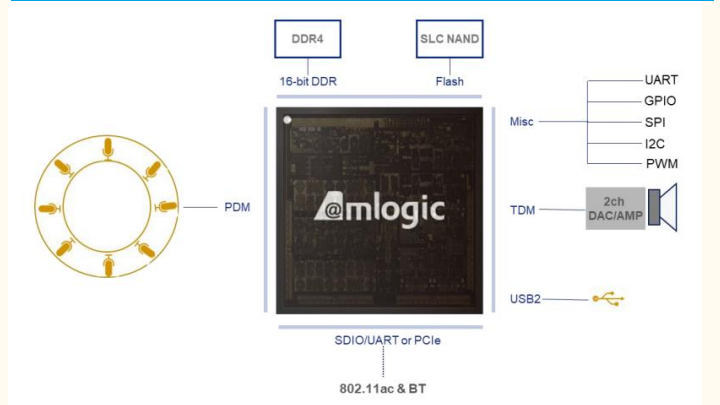 DDR4
SLC NAND
16-bit DDR
Flash
UART
GPIO
Misc
SPI
I2C
PWM
PDM
@mlogic
TDM
2ch
DAC/AMP
USB2
SDIO/UART or PCIe
802.11ac & BT